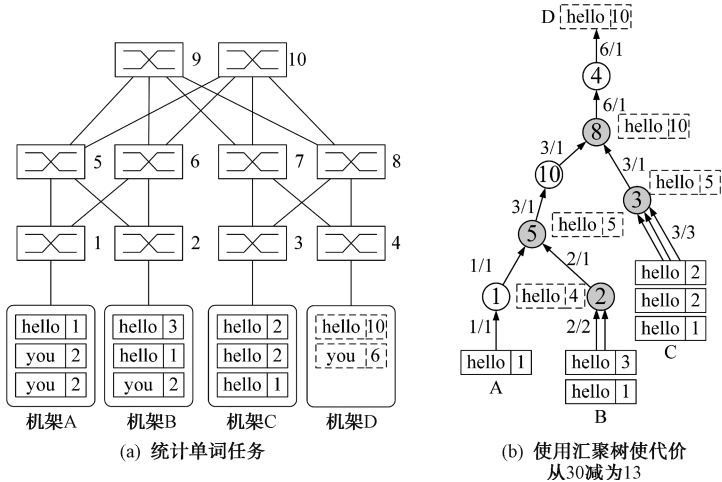 9
10
5
6
7
8
1
2
3
4
hello 1
you 2
you 2
hello 3
hello 1
you 2
hello 2
hello 2
hello 1
hello 10
you 6
机架A
机架B
机架C
机架D
(a) 统计单词任务
D hello 10
6/1
4
6/1
8 hello 10
3/1
10
3/1
hello 5
3
3/1
5 hello 5
3/3
1/1
2/1
1
hello 4
2
1/1
2/2
hello 2
hello 2
hello 1
C
hello 1
A
hello 3
hello 1
B
(b) 使用汇聚树使代价
从30减为13